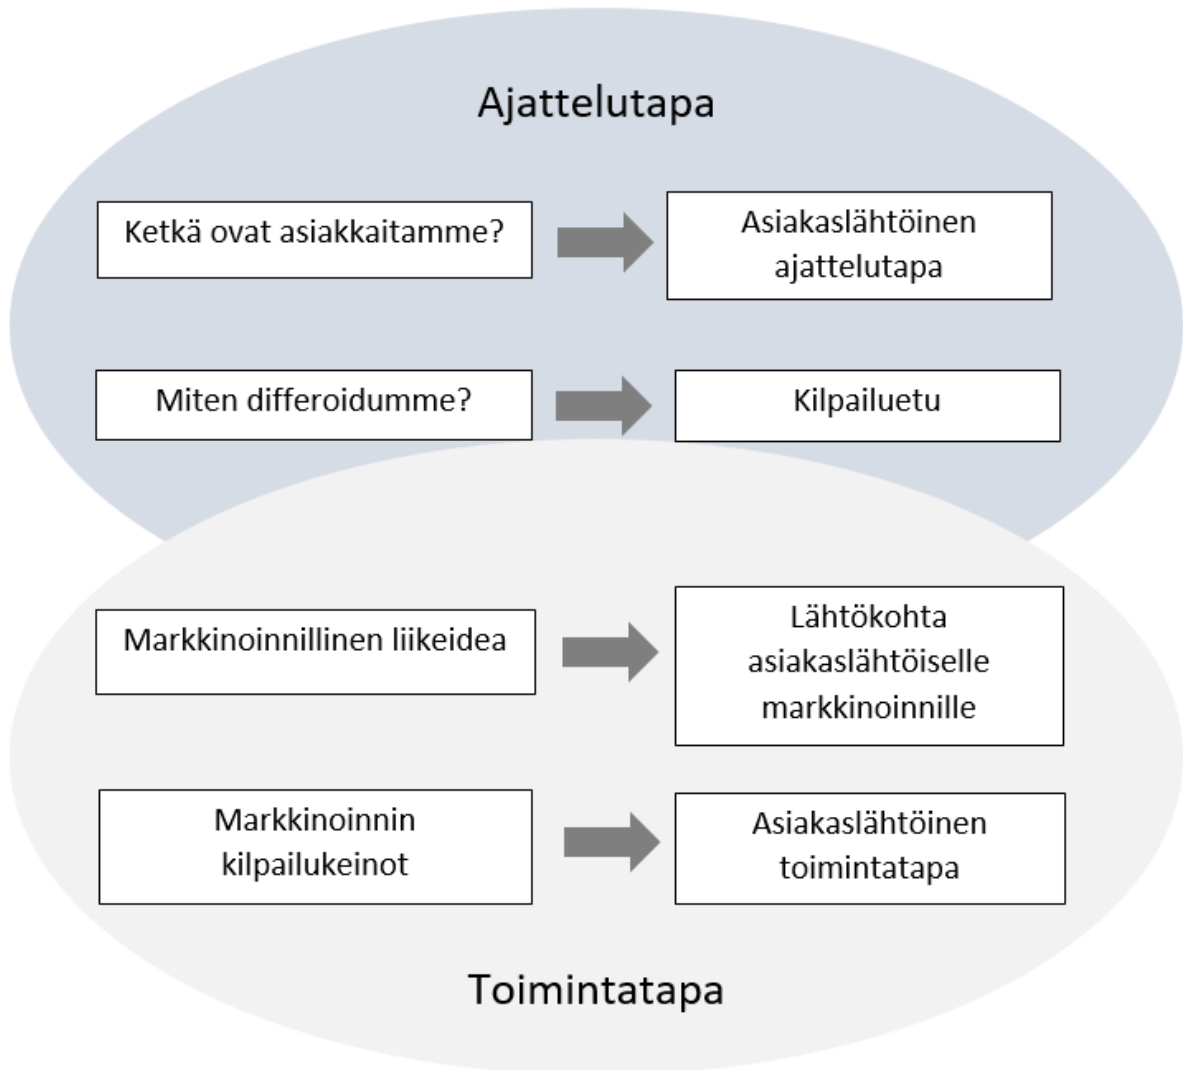 Ajattelutapa
Ketkä ovat asiakkaitamme?
Asiakaslähtöinen
ajattelutapa
Miten differoidumme?
Kilpailuetu
Markkinoinnillinen liikeidea
Lähtökohta
asiakaslähtöiselle
markkinoinnille
Markkinoinnin
kilpailukeinot
Asiakaslähtöinen
toimintatapa
Toimintatapa